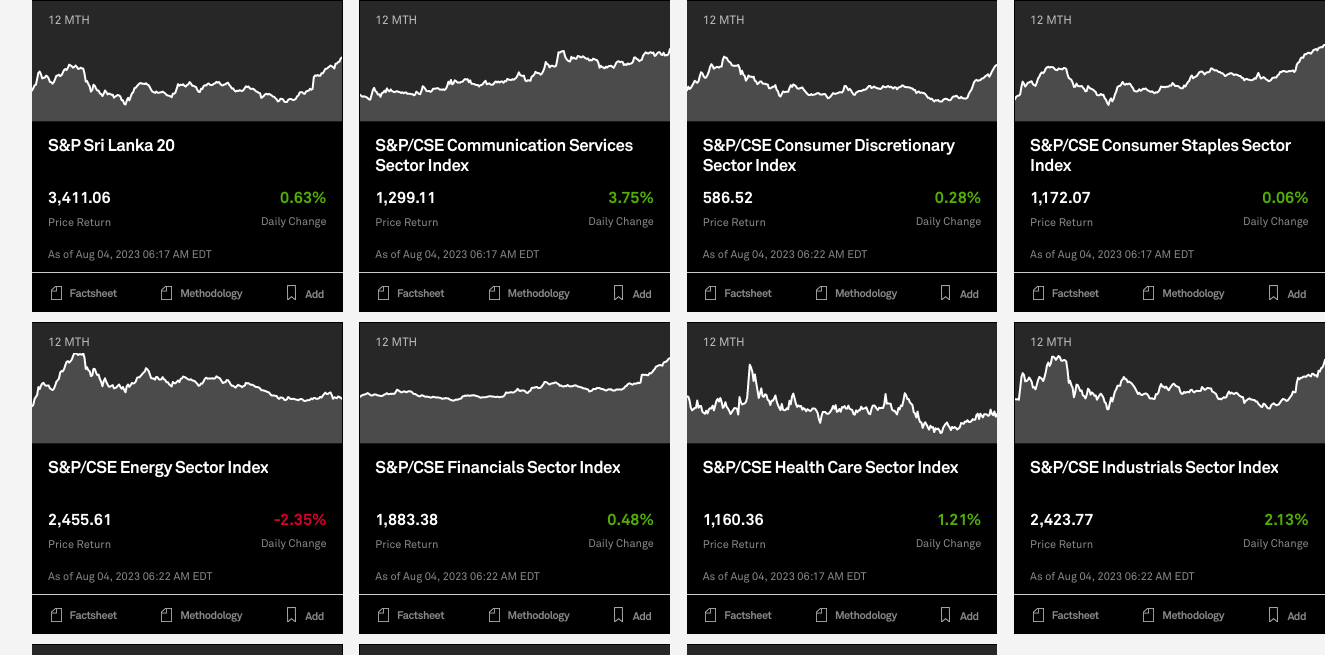 12 MTH
S&P Sri Lanka 20
3,411.06
0.63%
Price Return
Daily Change
As of Aug 04, 2023 06:17 AM EDT
Factsheet
Methodology
Add
12 MTH
S&P/CSE Communication Services
Sector Index
1,299.11
3.75%
Price Return
Daily Change
As of Aug 04, 2023 06:17 AM EDT
Factsheet
Methodology
Add
12 MTH
S&P/CSE Consumer Discretionary
Sector Index
586.52
0.28%
Price Return
Daily Change
As of Aug 04, 2023 06:22 AM EDT
Factsheet
Methodology
Add
12 MTH
S&P/CSE Consumer Staples Sector
Index
1,172.07
0.06%
Price Return
Daily Change
As of Aug 04, 2023 06:17 AM EDT
Factsheet
Methodology
Add
12 MTH
S&P/CSE Energy Sector Index
2,455.61
-2.35%
Price Return
Daily Change
As of Aug 04, 2023 06:22 AM EDT
Factsheet
Methodology
Add
12 MTH
S&P/CSE Financials Sector Index
1,883.38
0.48%
Price Return
Daily Change
As of Aug 04, 2023 06:22 AM EDT
Factsheet
Methodology
Add
12 MTH
S&P/CSE Health Care Sector Index
1,160.36
1.21%
Price Return
Daily Change
As of Aug 04, 2023 06:17 AM EDT
Factsheet
Methodology
Add
12 MTH
S&P/CSE Industrials Sector Index
2,423.77
2.13%
Price Return
Daily Change
As of Aug 04, 2023 06:22 AM EDT
Factsheet
Methodology
Add